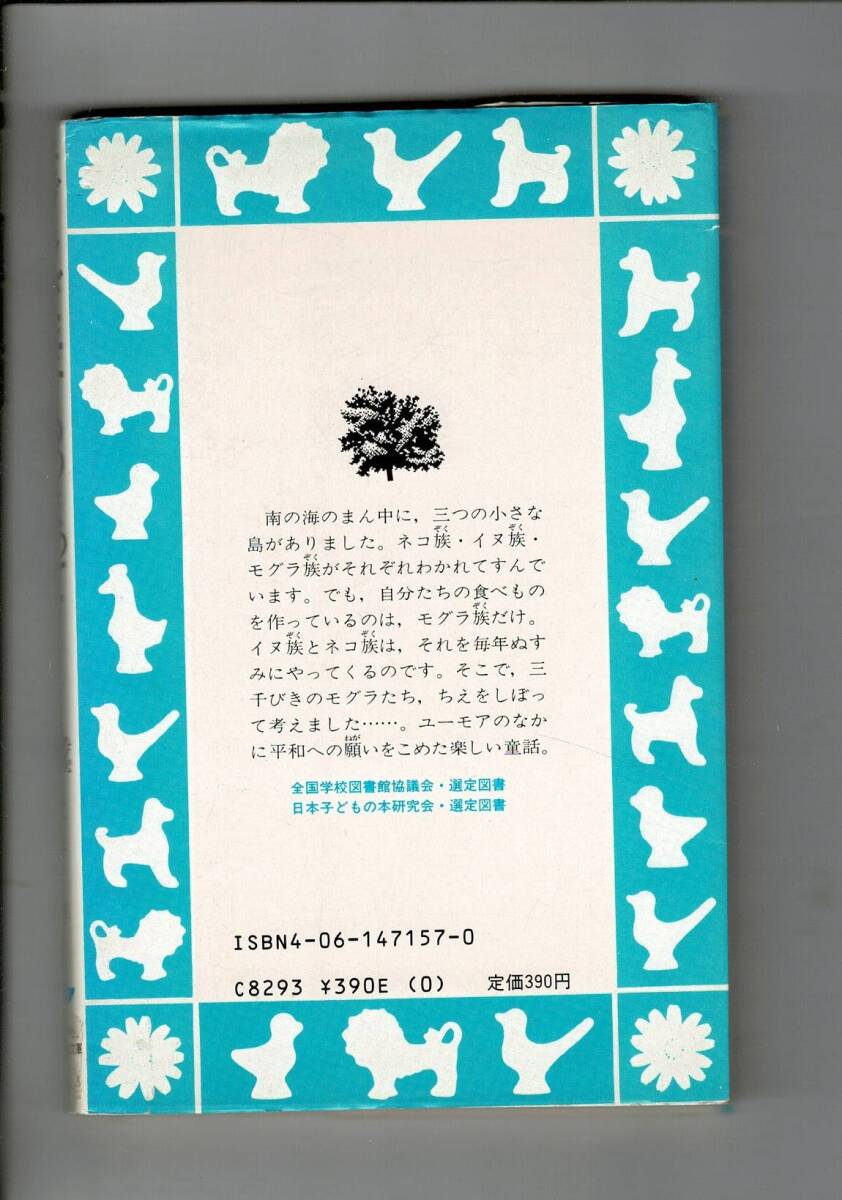 南の海のまん中に，三つの小さな
島がありました。ネコ族・イヌ族・
モグラ族がそれぞれわかれてすんで
います。でも，自分たちの食べもの
を作っているのは，モグラ族だけ。
イヌ族とネコ族は，それを毎年ぬす
みにやってくるのです。そこで，三
千びきのモグラたち，ちえをしぼっ
て考えました……。ユーモアのなか
に平和への願いをこめた楽しい童話。
全国学校図書館協議会・選定図書
日本子どもの本研究会・選定図書
ISBN4-06-147157-0
C8293 ¥390E (0) 定価390円